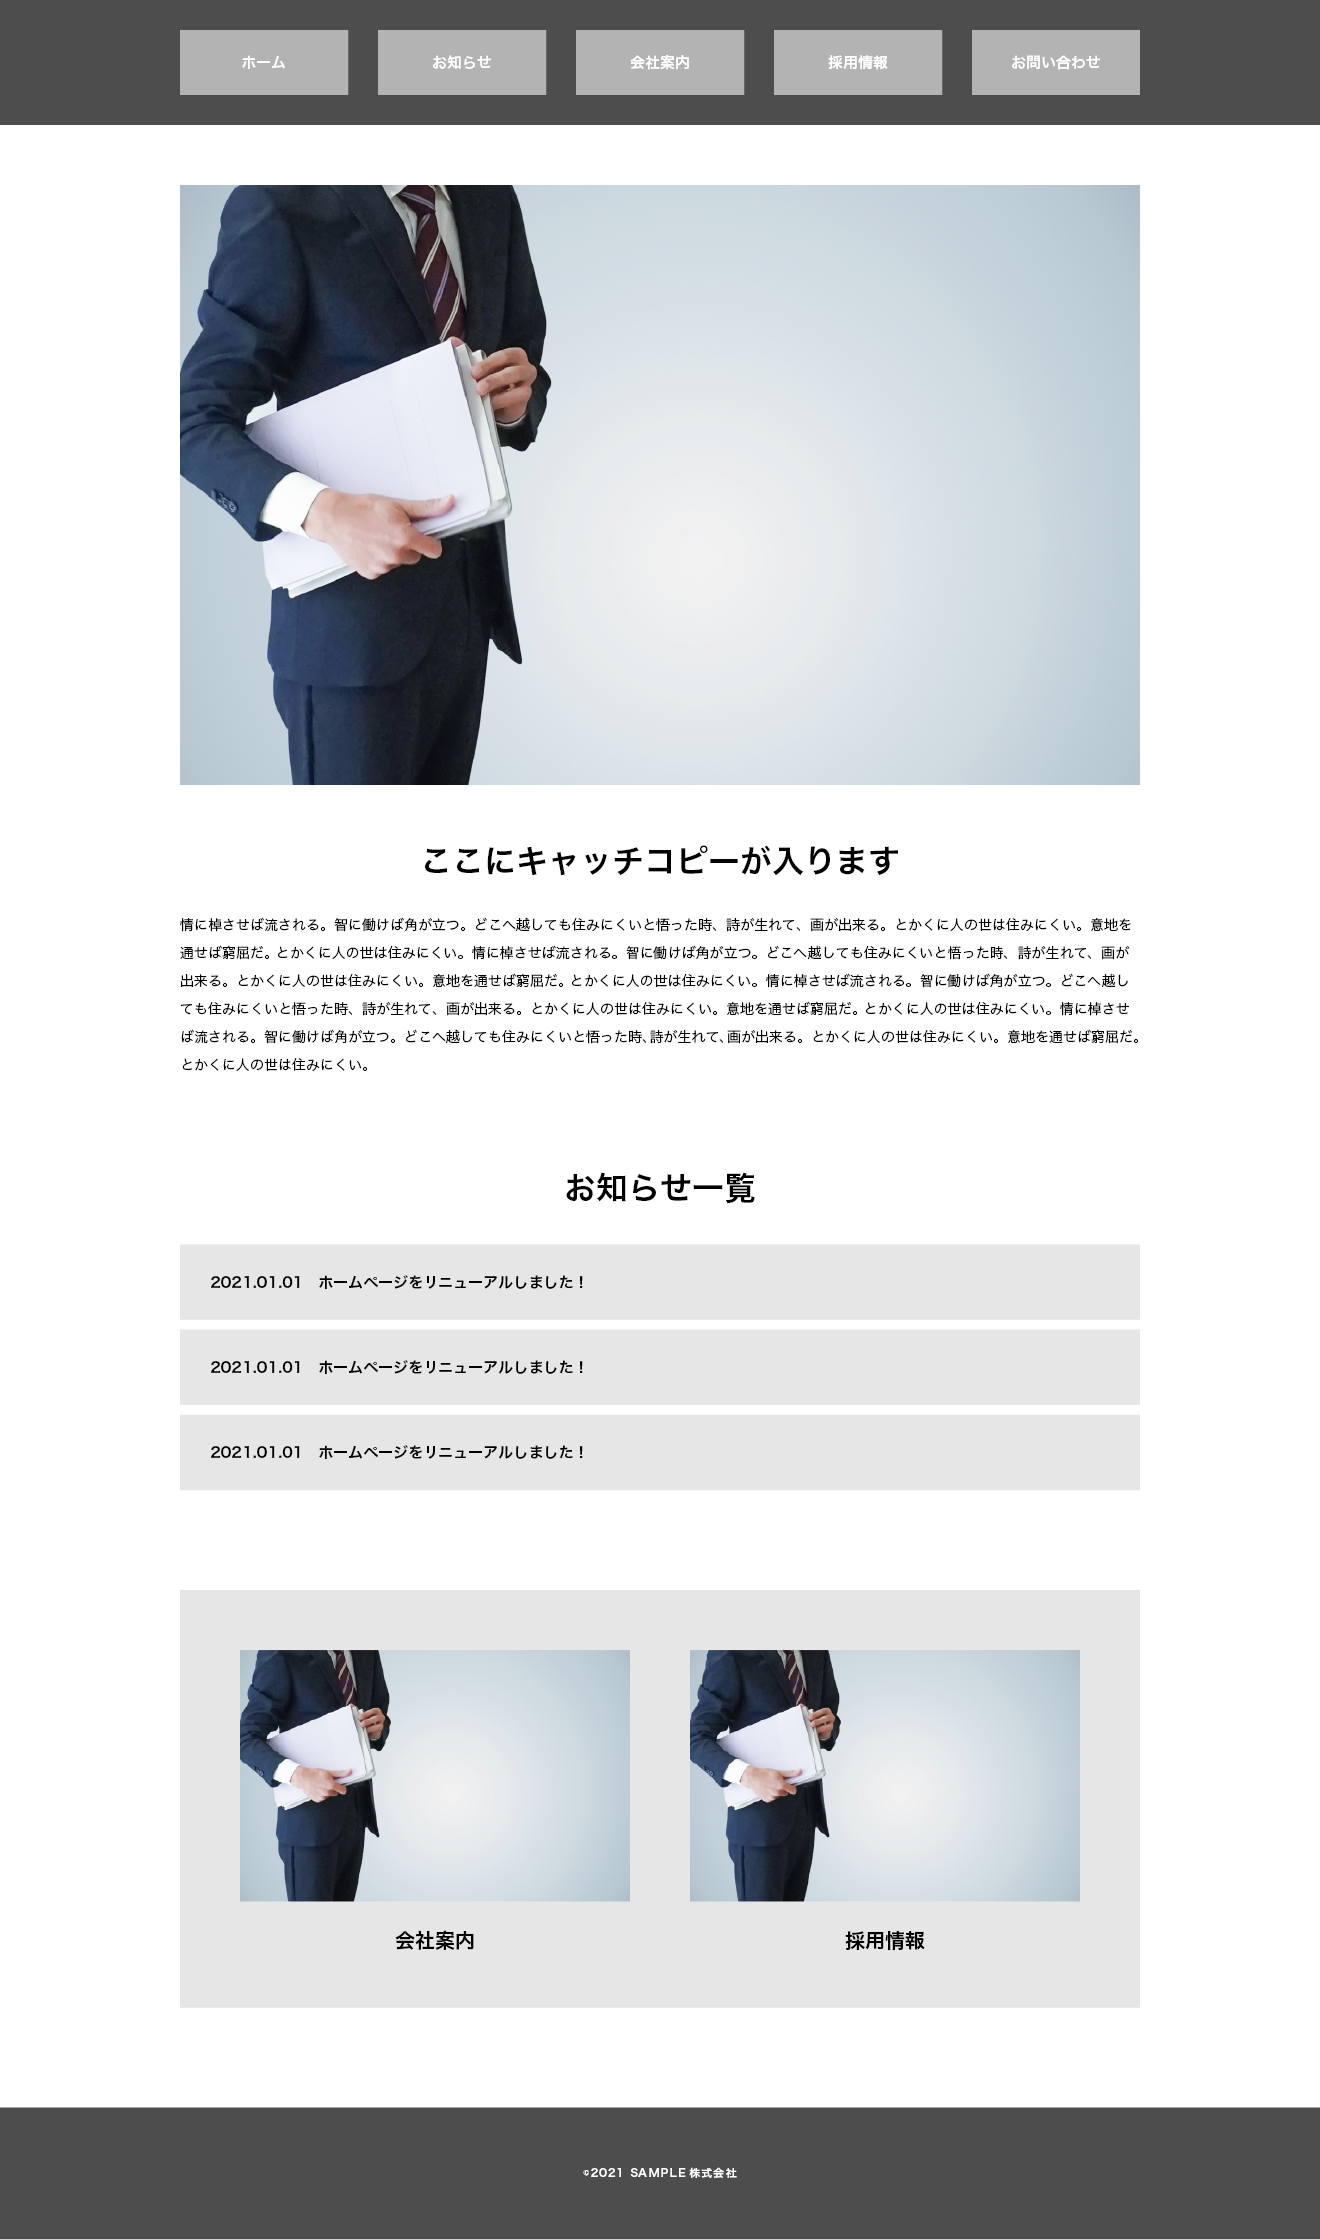 ホーム
お知らせ
会社案内
採用情報
お問い合わせ
ここにキャッチコピーが入ります
情に棹させば流される。智に働けば角が立つ。どこへ越しても住みにくいと悟った時、詩が生れて、画が出来る。とかくに人の世は住みにくい。意地を
通せば窮屈だ。とかくに人の世は住みにくい。情に棹させば流される。智に働けば角が立つ。どこへ越しても住みにくいと悟った時、詩が生れて、画が
出来る。とかくに人の世は住みにくい。意地を通せば窮屈だ。とかくに人の世は住みにくい。情に棹させば流される。智に働けば角が立つ。どこへ越し
ても住みにくいと悟った時、詩が生れて、画が出来る。とかくに人の世は住みにくい。意地を通せば窮屈だ。とかくに人の世は住みにくい。情に棹させ
ば流される。智に働けば角が立つ。どこへ越しても住みにくいと悟った時、詩が生れて、画が出来る。とかくに人の世は住みにくい。意地を通せば窮屈だ。
とかくに人の世は住みにくい。
お知らせ一覧
2021.01.01　ホームページをリニューアルしました！
2021.01.01　ホームページをリニューアルしました！
2021.01.01　ホームページをリニューアルしました！
会社案内
採用情報
©2021 SAMPLE株式会社